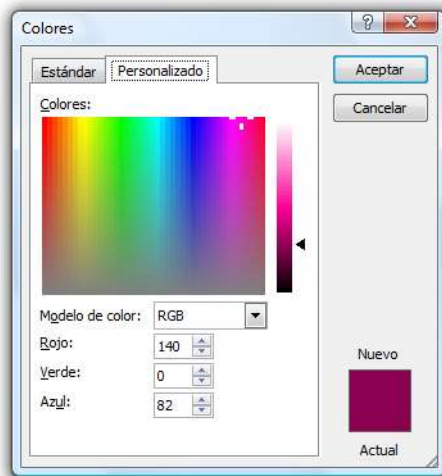 Colores
Estándar Personalizado
Aceptar
Cancelar
Colores:
Modelo de color: RGB
Rojo: 140
Verde: 0
Azul: 82
Nuevo
Actual